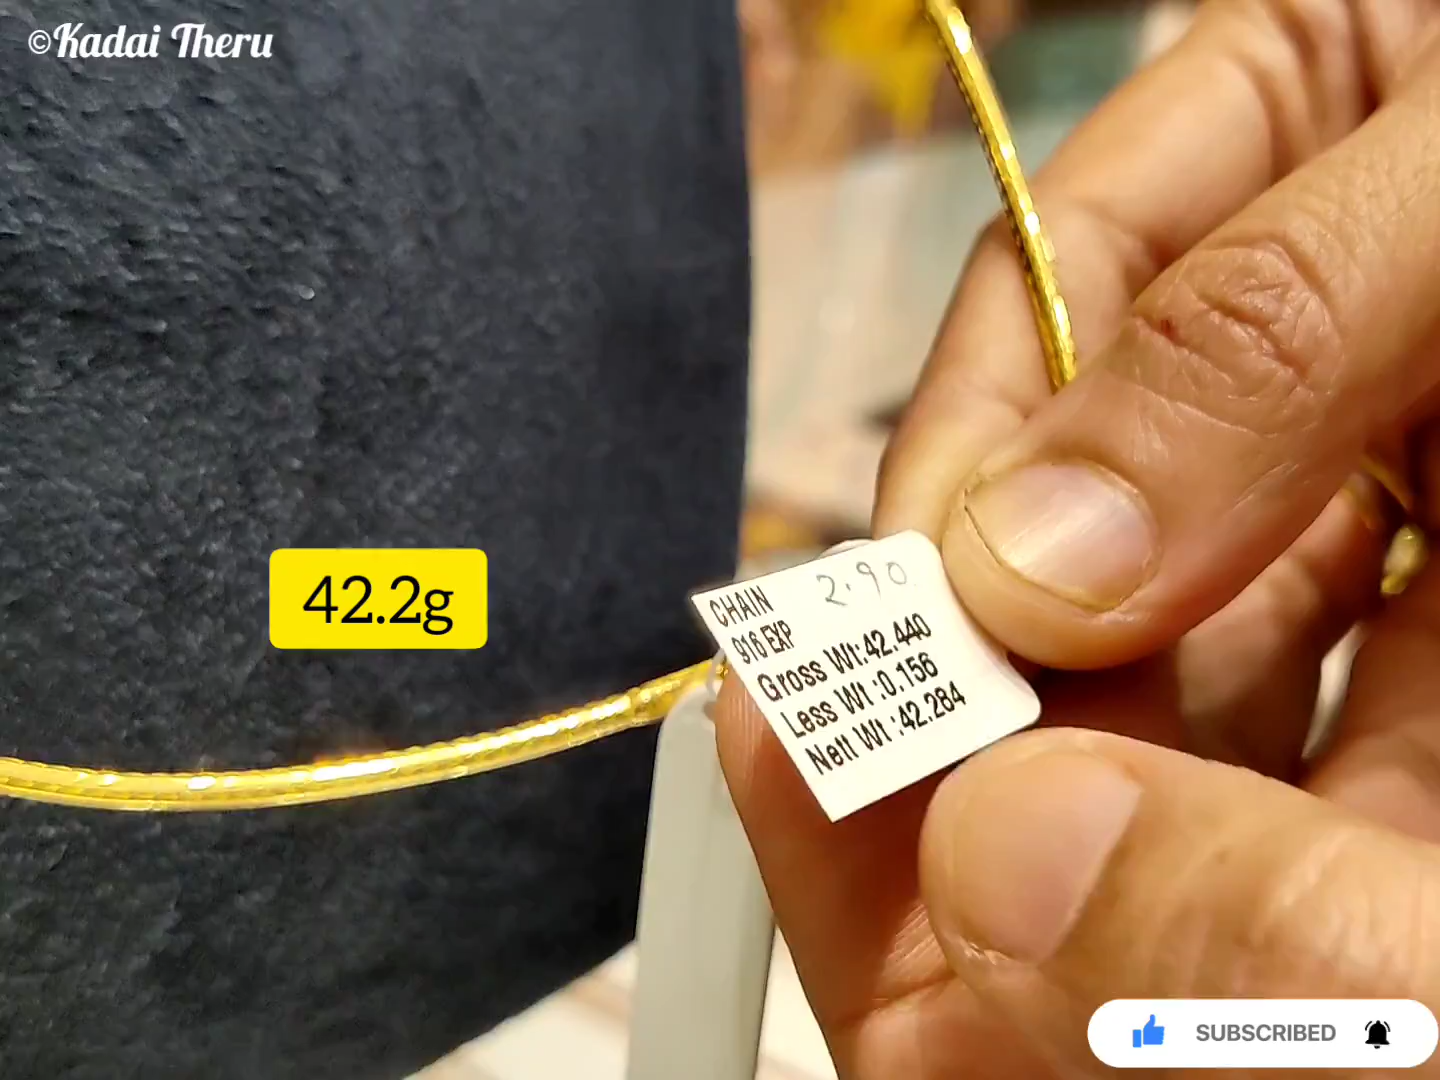 ©Kadai Theru
42.2g
2.90
CHAIN
916 EXP
Gross Wt:42.440
Less Wt :0.156
Nett Wt :42.284
SUBSCRIBED